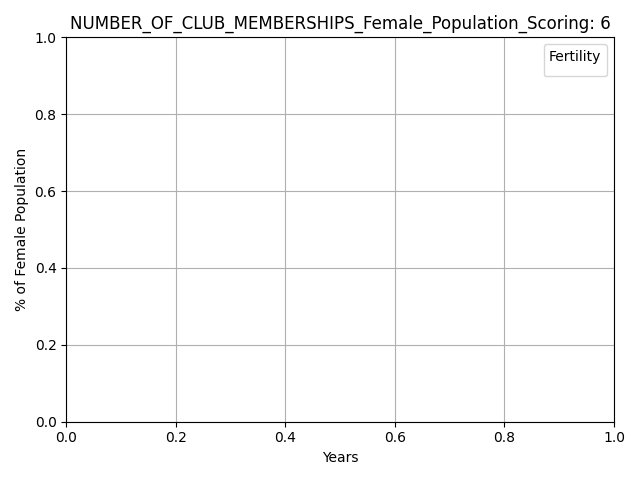 NUMBER_OF_CLUB_MEMBERSHIPS_Female_Population_Scoring: 6
Fertility
% of Female Population
1.0
0.8
0.6
0.4
0.2
0.0
0.0 0.2 0.4 0.6 0.8 1.0
Years